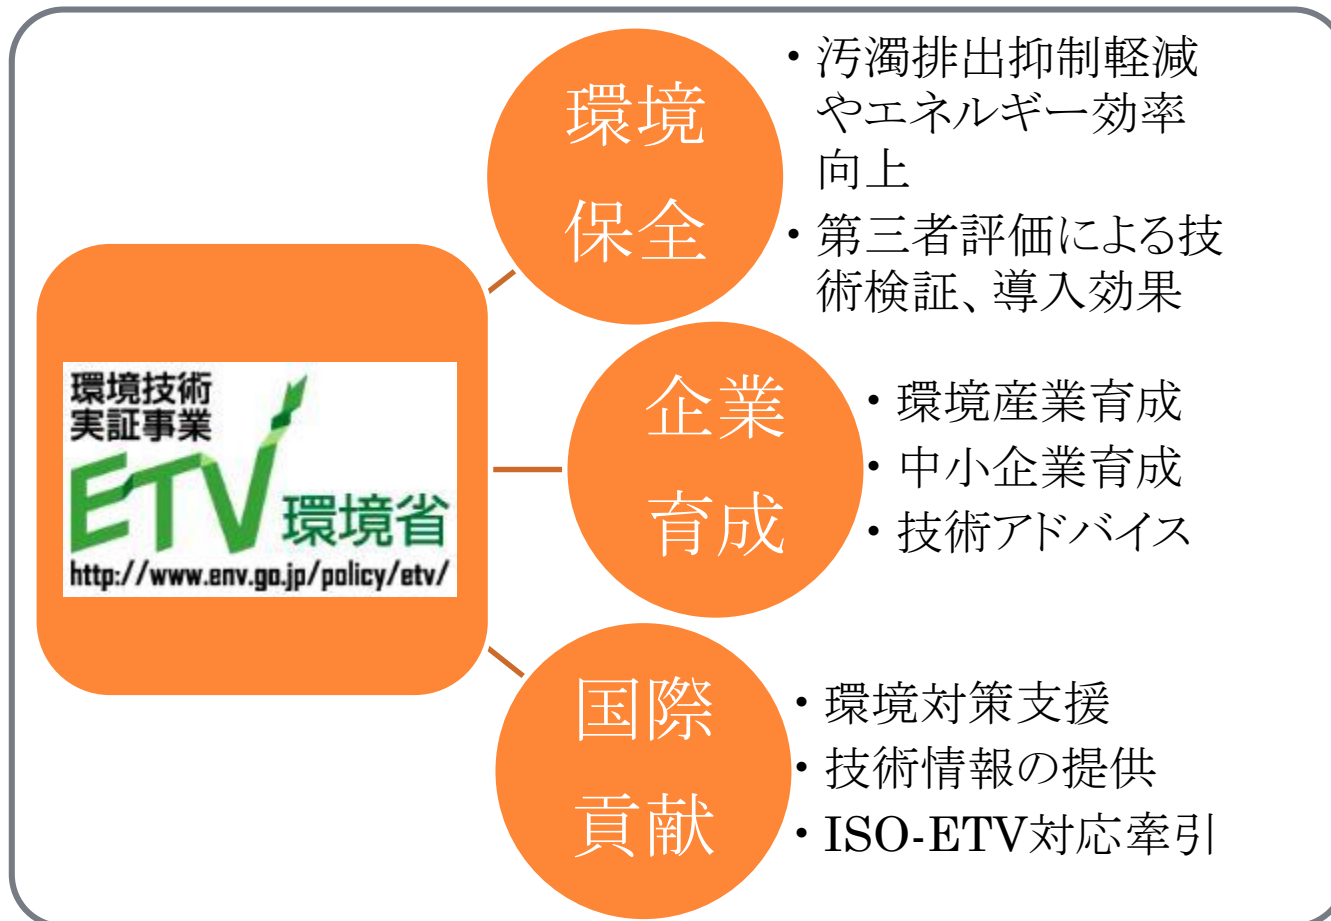 環境技術
実証事業
ETV 環境省
http://www.env.go.jp/policy/etv/
環境
保全
・汚濁排出抑制軽減
やエネルギー効率
向上
・第三者評価による技
術検証、導入効果
企業
育成
・環境産業育成
・中小企業育成
・技術アドバイス
国際
貢献
・環境対策支援
・技術情報の提供
・ISO-ETV対応牽引